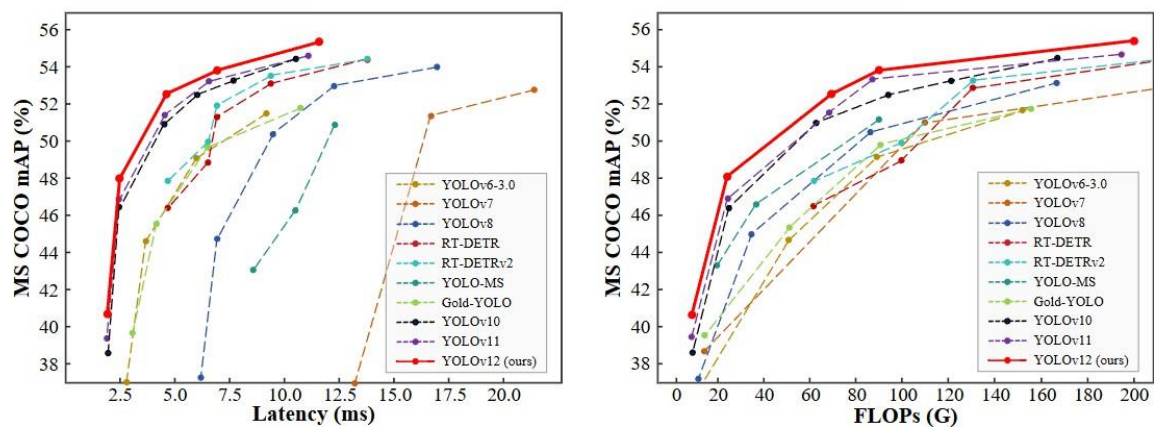 MS COCO mAP (%)
56
54
52
50
48
46
44
42
40
38
YOLOv6-3.0
YOLOv7
YOLOv8
RT-DETR
RT-DETRv2
YOLO-MS
Gold-YOLO
YOLOv10
YOLOv11
YOLOv12 (ours)
2.5 5.0 7.5 10.0 12.5 15.0 17.5 20.0
Latency (ms)
MS COCO mAP (%)
56
54
52
50
48
46
44
42
40
38
YOLOv6-3.0
YOLOv7
YOLOv8
RT-DETR
RT-DETRv2
YOLO-MS
Gold-YOLO
YOLOv10
YOLOv11
YOLOv12 (ours)
0 20 40 60 80 100 120 140 160 180 200
FLOPs (G)